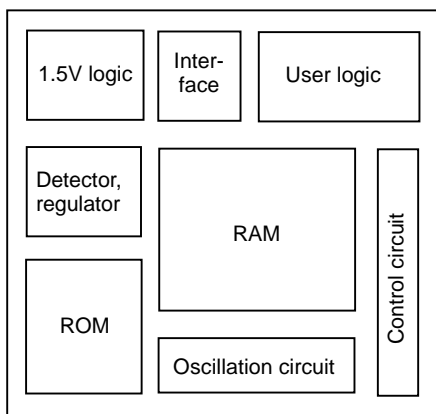 1.5V logic
Inter-
face
User logic
Detector,
regulator
RAM
Control circuit
ROM
Oscillation circuit